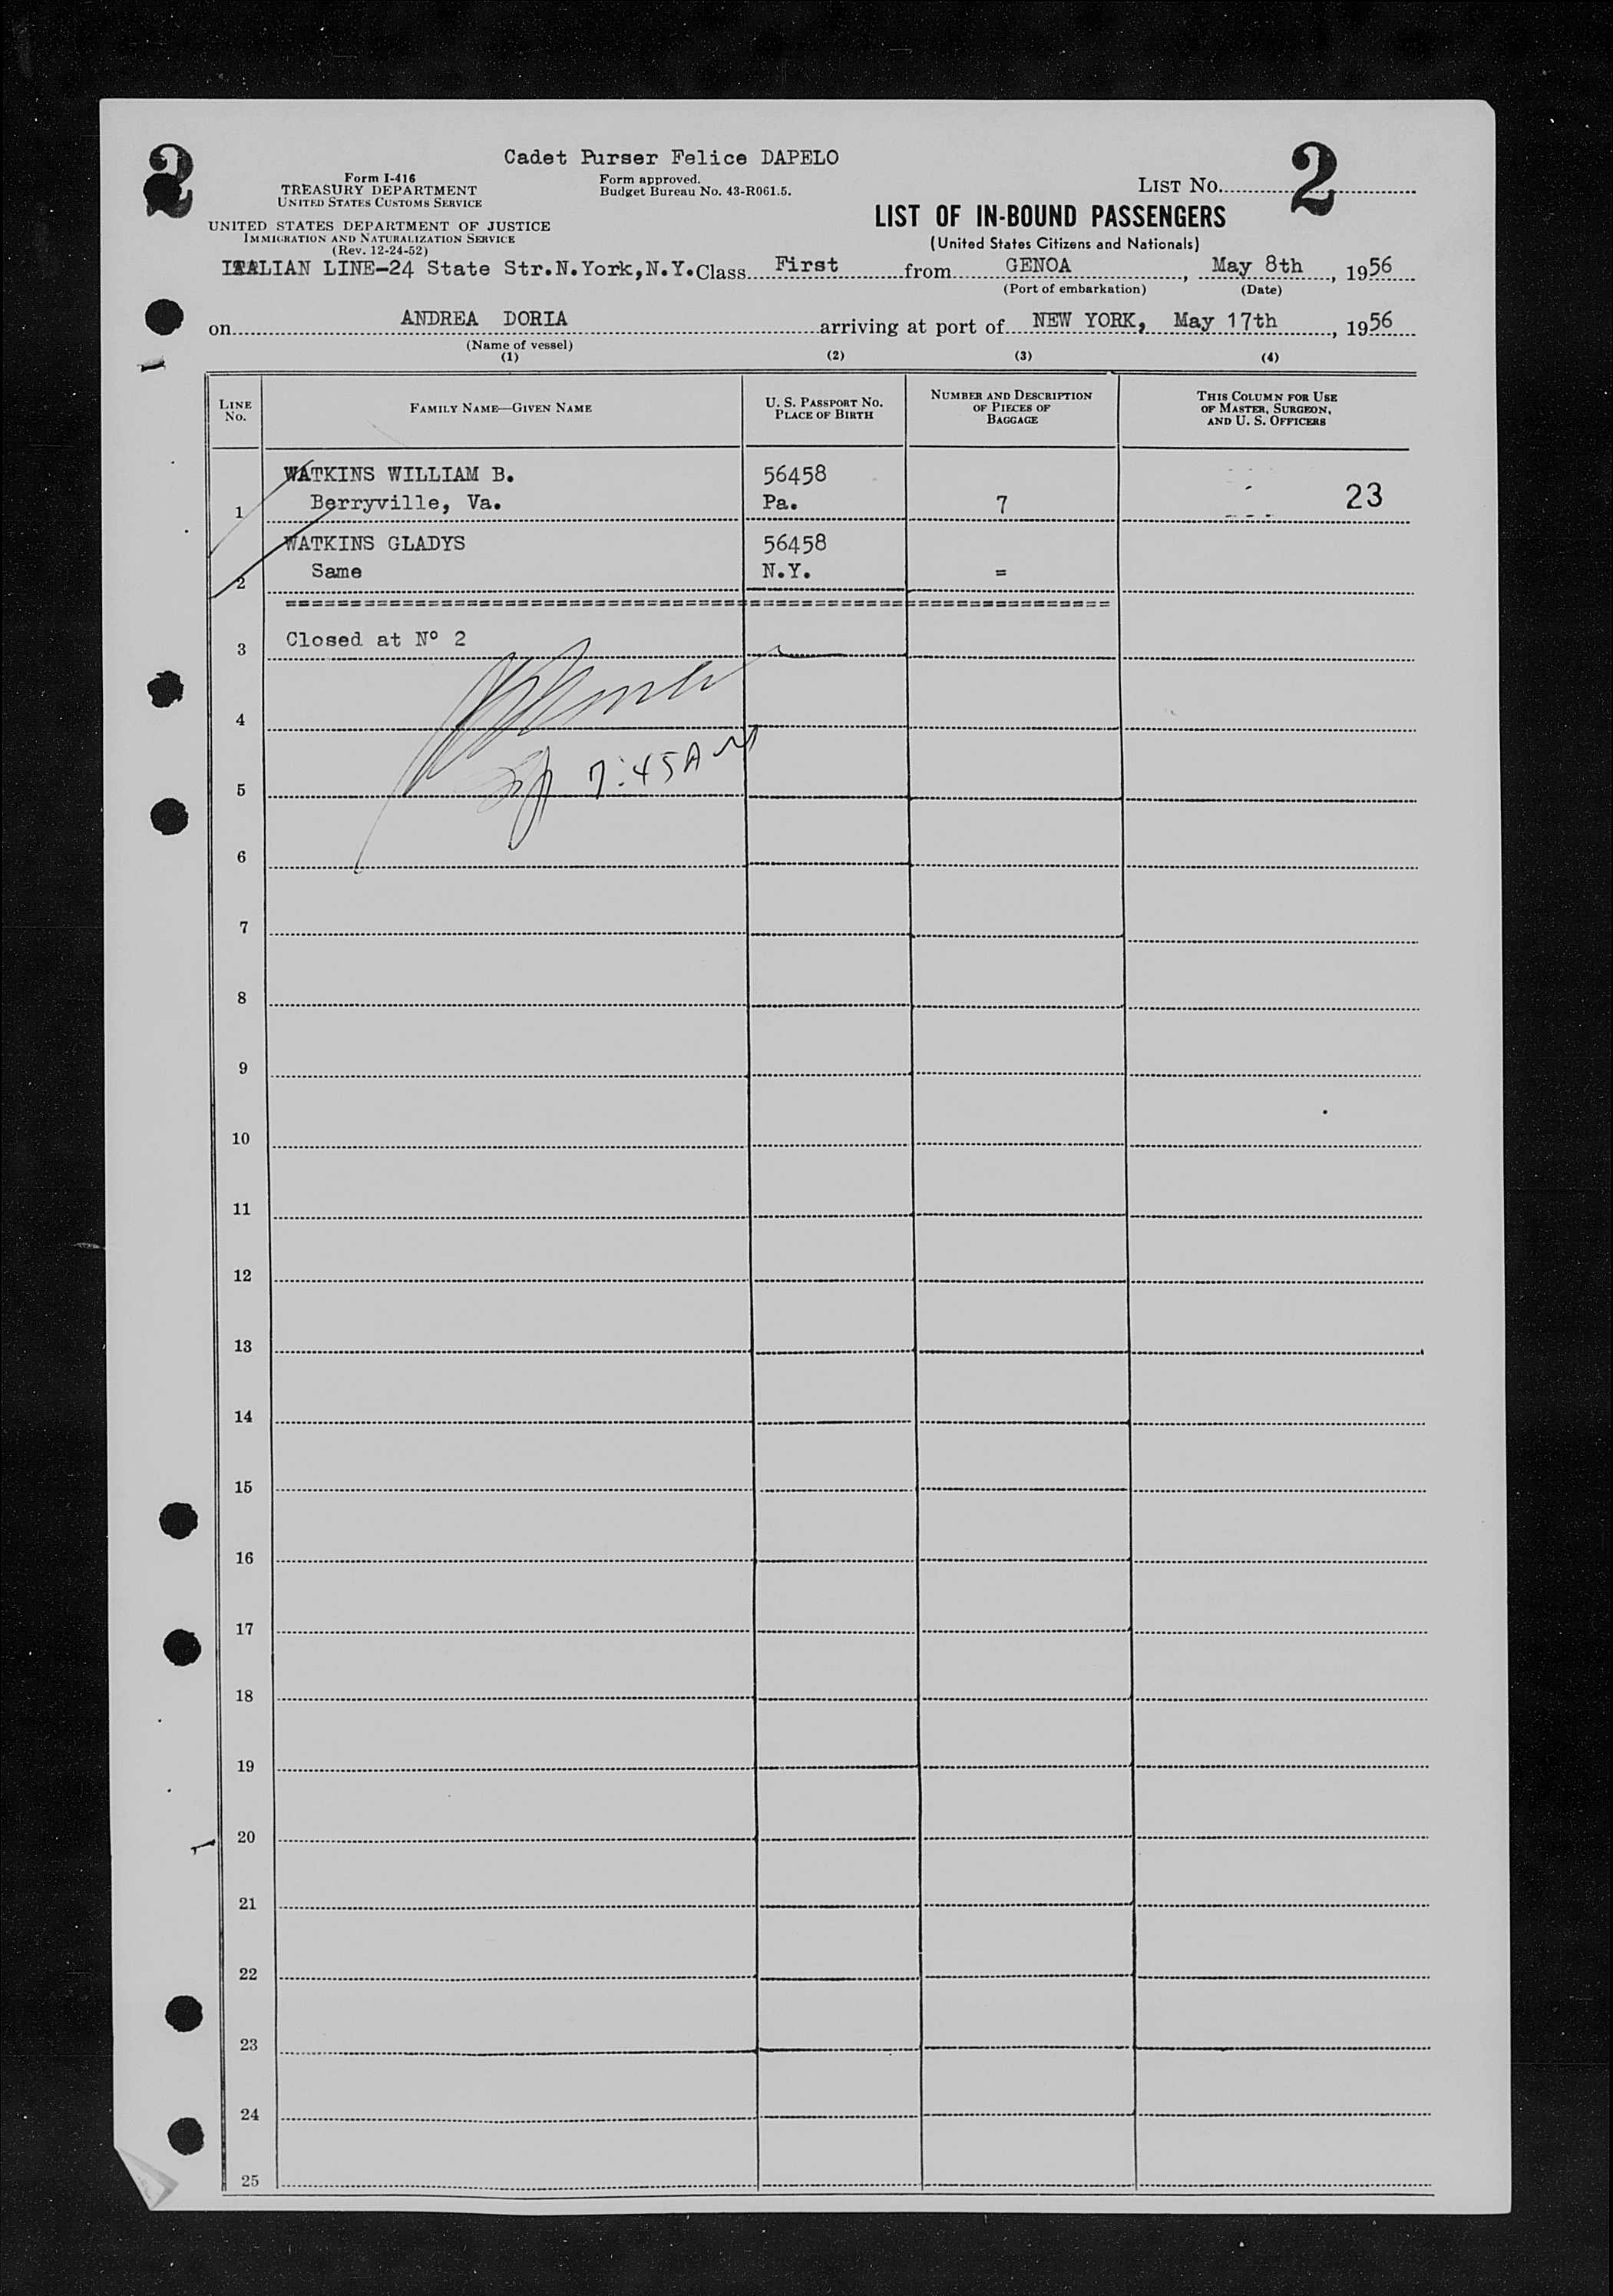 2
Cadet Purser Felice DAPELO
2
Form I-416
TREASURY DEPARTMENT
UNITED STATES CUSTOMS SERVICE
Form approved.
Budget Bureau No. 43-R061.5.
LIST NO.
UNITED STATES DEPARTMENT OF JUSTICE
IMMIGRATION AND NATURALIZATION SERVICE
(Rev. 12-24-52)
LIST OF IN-BOUND PASSENGERS
(United States Citizens and Nationals)
ITALIAN LINE-24 State Str.N.York,N.Y. Class First from GENOA, May 8th, 1956
(Port of embarkation) (Date)
on ANDREA DORIA arriving at port of NEW YORK, May 17th, 1956
(Name of vessel)
(1) (2) (3) (4)
LINE No. FAMILY NAME—GIVEN NAME U. S. PASSPORT NO. PLACE OF BIRTH NUMBER AND DESCRIPTION OF PIECES OF BAGGAGE THIS COLUMN FOR USE OF MASTER, SURGEON, AND U. S. OFFICERS
WATKINS WILLIAM B. 56458
1 Berryville, Va. Pa. 7 23
WATKINS GLADYS 56458
2 Same N.Y. =
3 Closed at Nº 2
4
5 7:45 AM
6
7
8
9
10
11
12
13
14
15
16
17
18
19
20
21
22
23
24
25